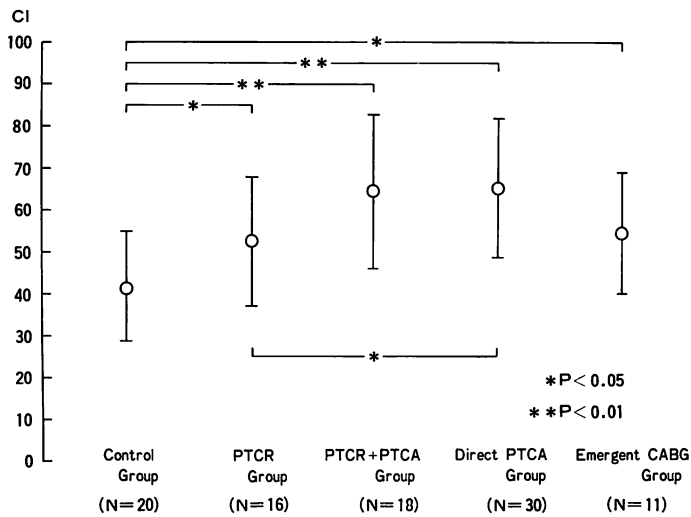 CI
100
*
**
90
**
80
*
70
60
50
40
30
*
20
*P<0.05
10
**P<0.01
0
Control Group
PTCR Group
PTCR+PTCA Group
Direct PTCA Group
Emergent CABG Group
(N=20)
(N=16)
(N=18)
(N=30)
(N=11)